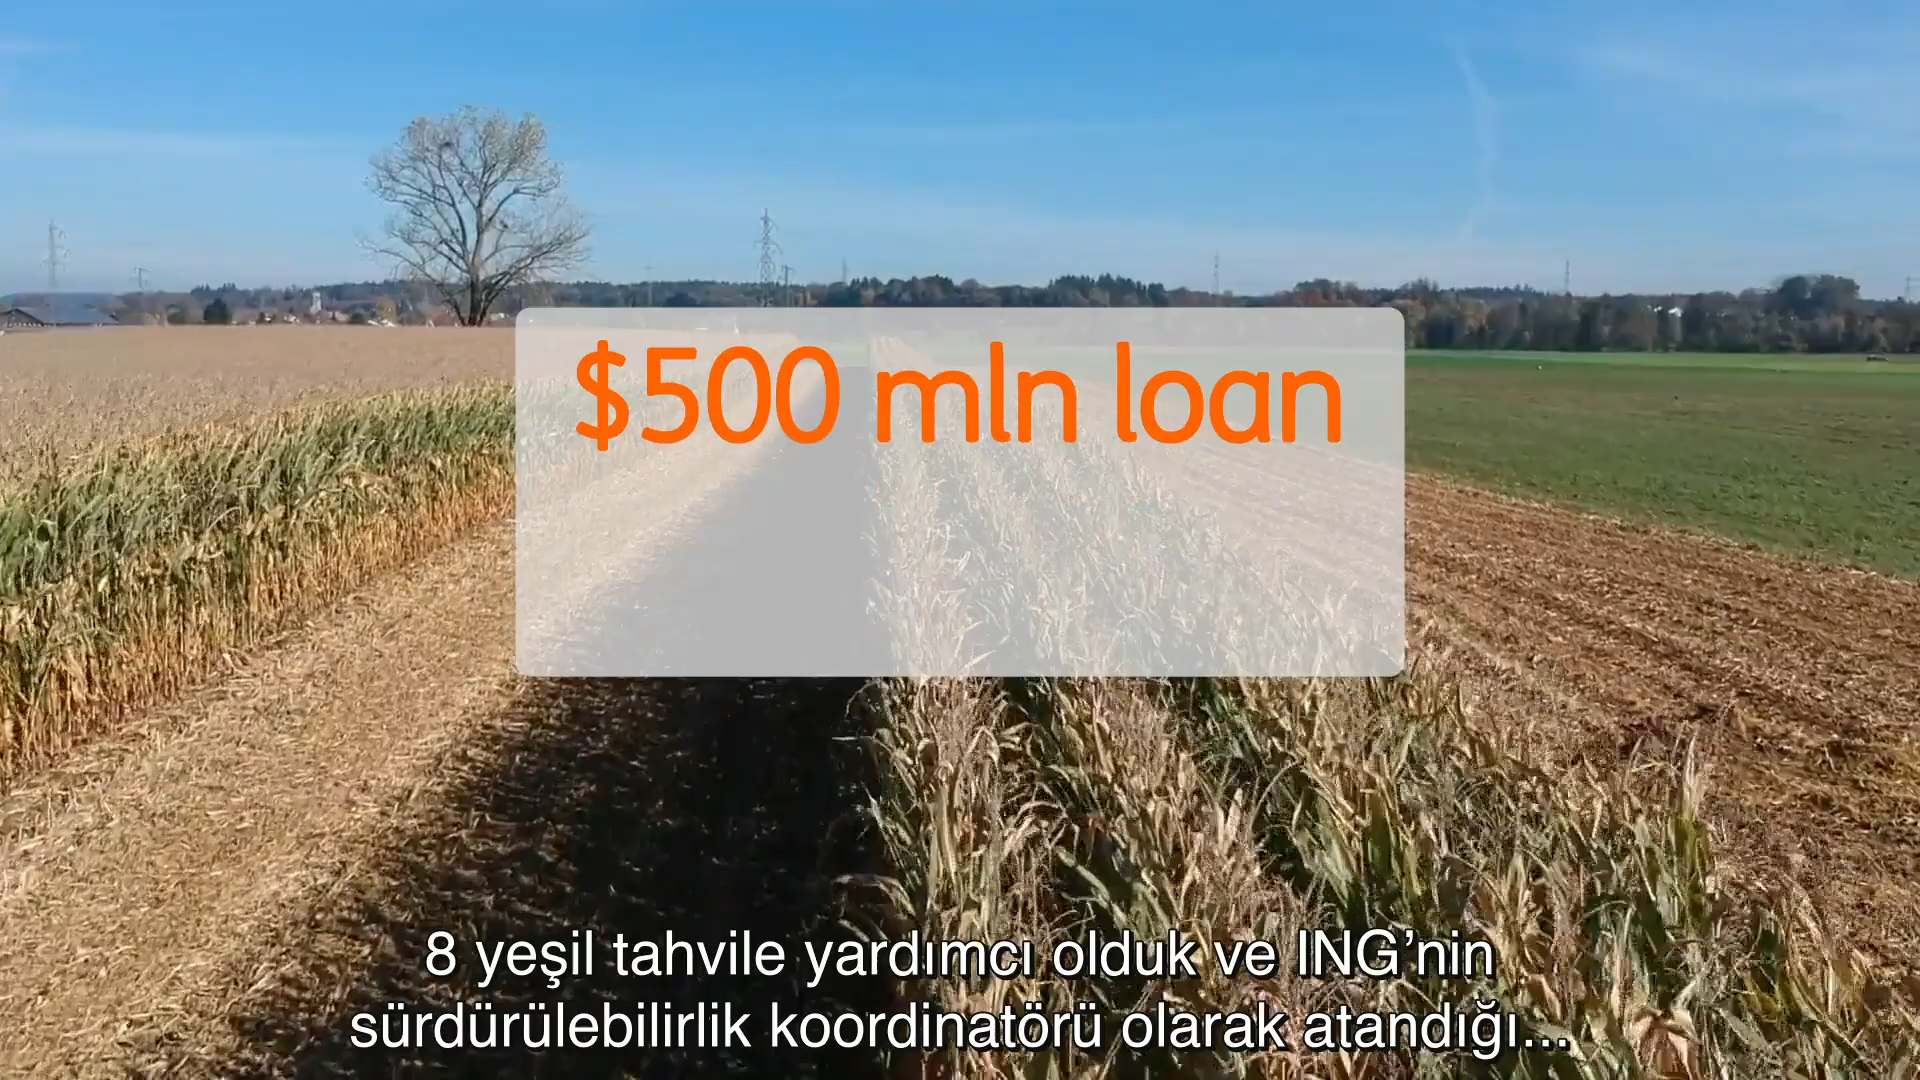 $500 mln loan
8 yeşil tahvile yardımcı olduk ve ING’nin
sürdürülebilirlik koordinatörü olarak atandığı...